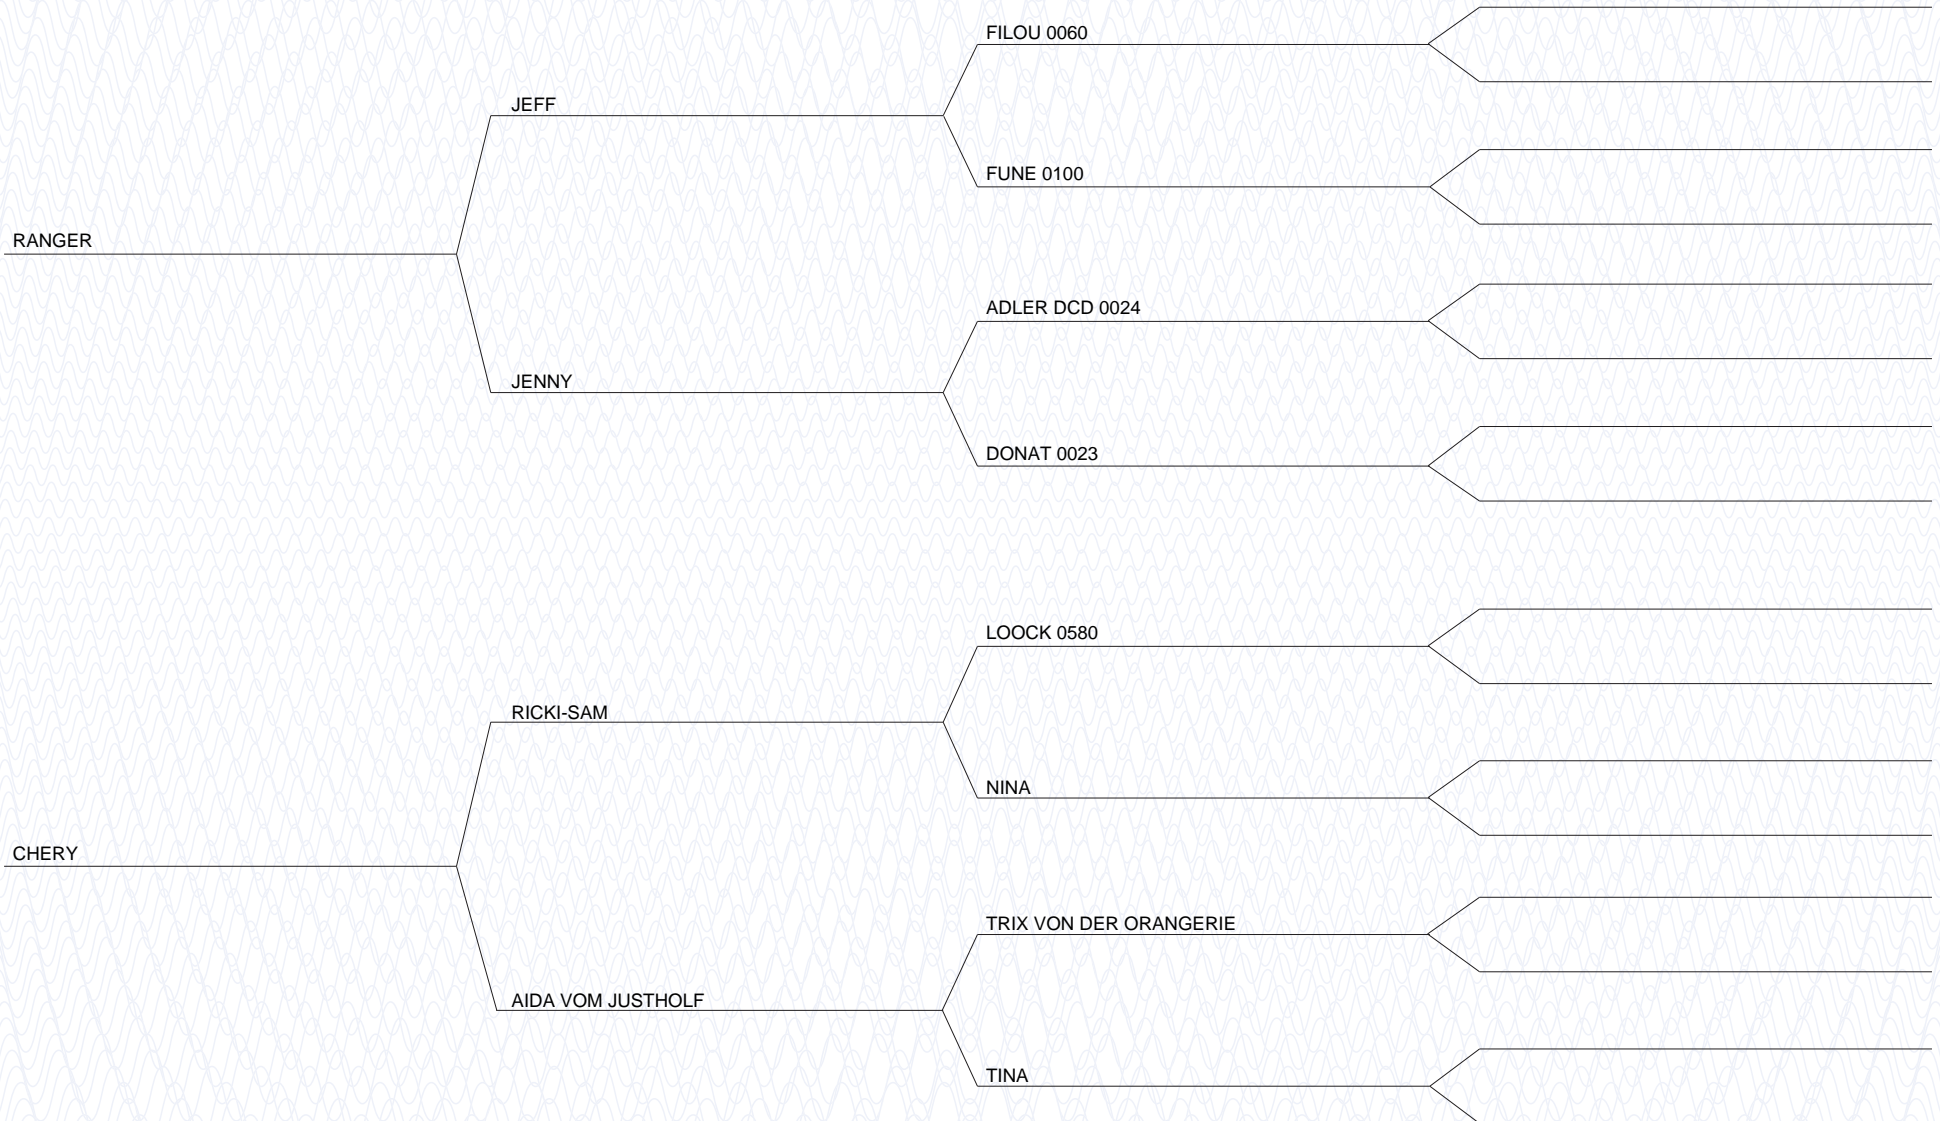 FILOU 0060
JEFF
FUNE 0100
RANGER
ADLER DCD 0024
JENNY
DONAT 0023
LOOCK 0580
RICKI-SAM
NINA
CHERY
TRIX VON DER ORANGERIE
AIDA VOM JUSTHOLF
TINA